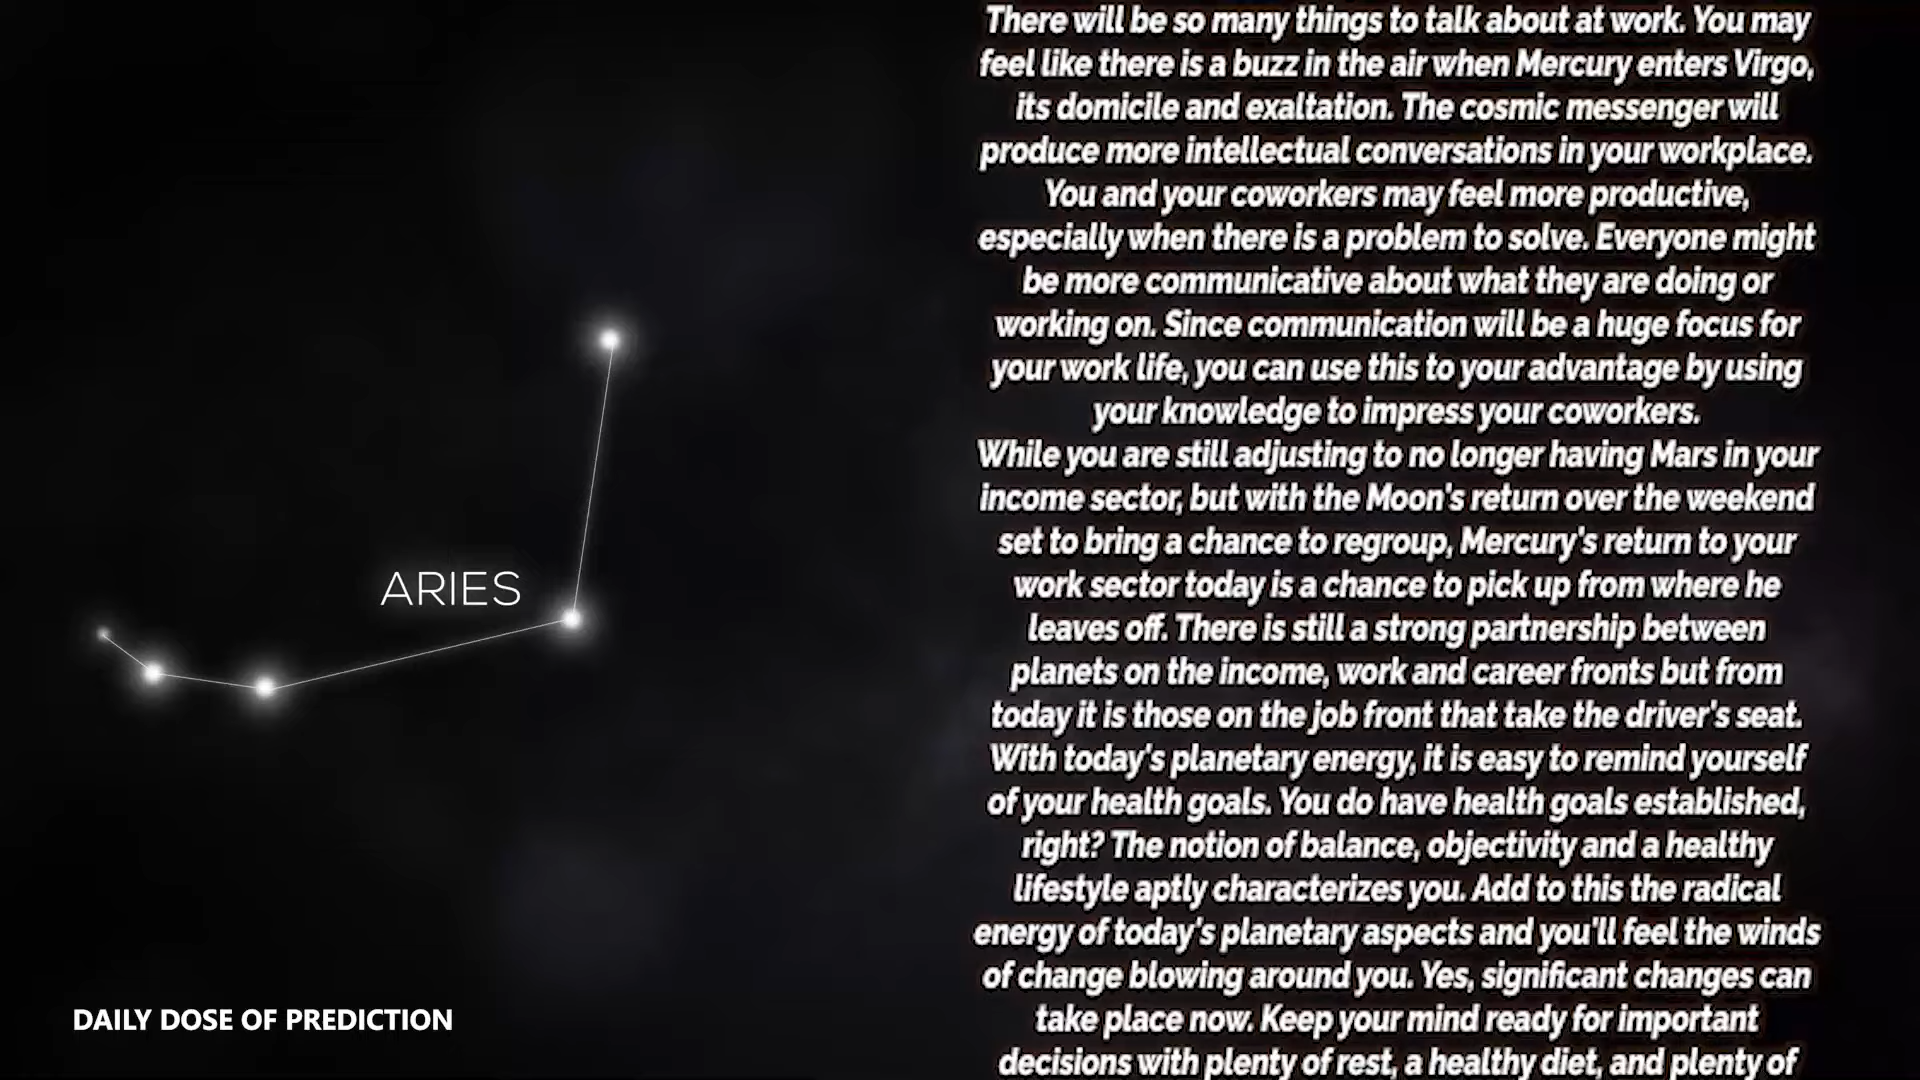 There will be so many things to talk about at work. You may
feel like there is a buzz in the air when Mercury enters Virgo,
its domicile and exaltation. The cosmic messenger will
produce more intellectual conversations in your workplace.
You and your coworkers may feel more productive,
especially when there is a problem to solve. Everyone might
be more communicative about what they are doing or
working on. Since communication will be a huge focus for
your work life, you can use this to your advantage by using
your knowledge to impress your coworkers.
While you are still adjusting to no longer having Mars in your
income sector, but with the Moon's return over the weekend
set to bring a chance to regroup, Mercury's return to your
work sector today is a chance to pick up from where he
leaves off. There is still a strong partnership between
planets on the income, work and career fronts but from
today it is those on the job front that take the driver's seat.
With today's planetary energy, it is easy to remind yourself
of your health goals. You do have health goals established,
right? The notion of balance, objectivity and a healthy
lifestyle aptly characterizes you. Add to this the radical
energy of today's planetary aspects and you'll feel the winds
of change blowing around you. Yes, significant changes can
take place now. Keep your mind ready for important
decisions with plenty of rest, a healthy diet, and plenty of
ARIES
DAILY DOSE OF PREDICTION